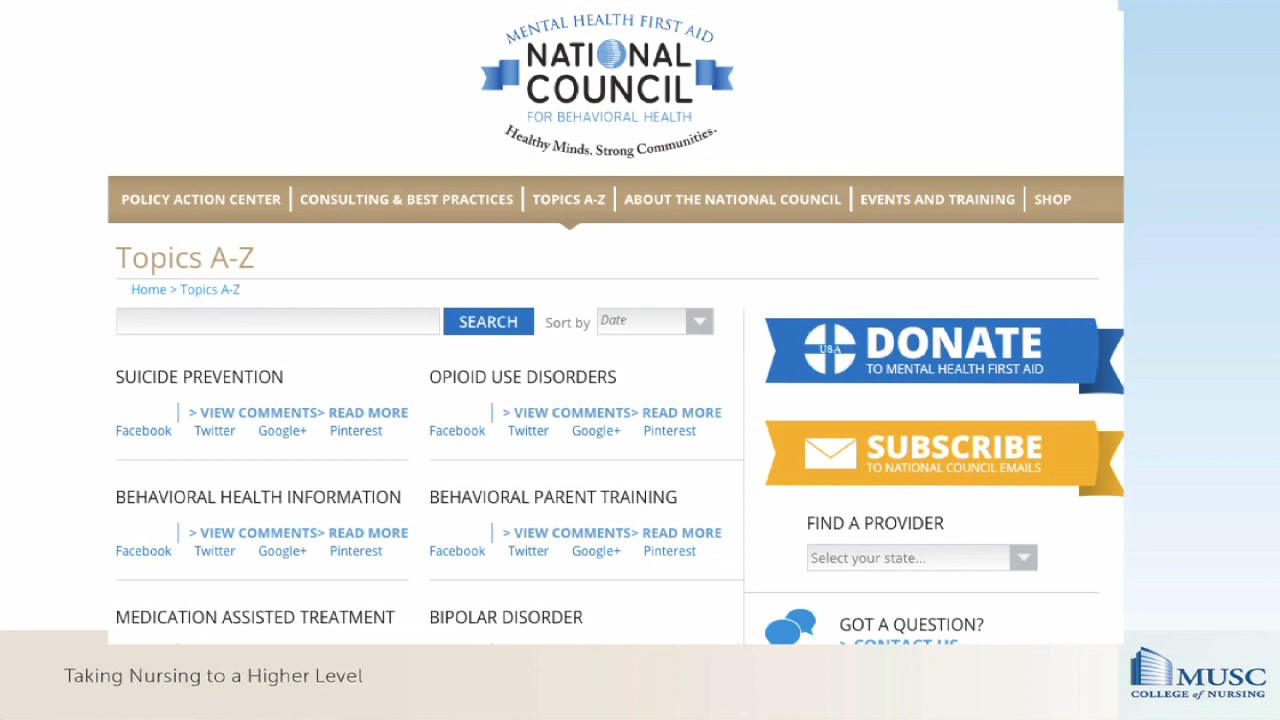 MENTAL HEALTH FIRST AID
NATIONAL
COUNCIL
FOR BEHAVIORAL HEALTH
Healthy Minds. Strong Communities.
POLICY ACTION CENTER CONSULTING & BEST PRACTICES TOPICS A-Z ABOUT THE NATIONAL COUNCIL EVENTS AND TRAINING SHOP
Topics A-Z
Home > Topics A-Z
SEARCH Sort by Date
SUICIDE PREVENTION
> VIEW COMMENTS> READ MORE
Facebook Twitter Google+ Pinterest
OPIOID USE DISORDERS
> VIEW COMMENTS> READ MORE
Facebook Twitter Google+ Pinterest
BEHAVIORAL HEALTH INFORMATION
> VIEW COMMENTS> READ MORE
Facebook Twitter Google+ Pinterest
BEHAVIORAL PARENT TRAINING
> VIEW COMMENTS> READ MORE
Facebook Twitter Google+ Pinterest
MEDICATION ASSISTED TREATMENT
BIPOLAR DISORDER
USA
DONATE
TO MENTAL HEALTH FIRST AID
SUBSCRIBE
TO NATIONAL COUNCIL EMAILS
FIND A PROVIDER
Select your state...
GOT A QUESTION?
> CONTACT US
Taking Nursing to a Higher Level
MUSC
COLLEGE of NURSING